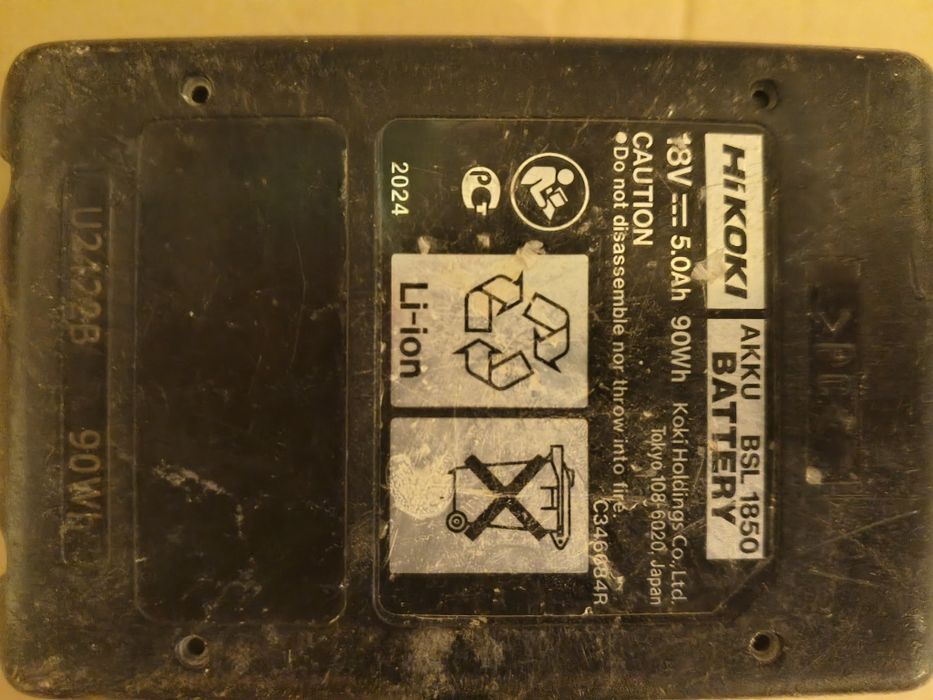 HiKOKI
AKKU BSL 1850
BATTERY
18V 5.0Ah 90Wh
Koki Holdings Co.,Ltd.
Tokyo 108-6020, Japan
CAUTION
●Do not disassemble nor throw into fire.
Li-ion
2024
90Wh